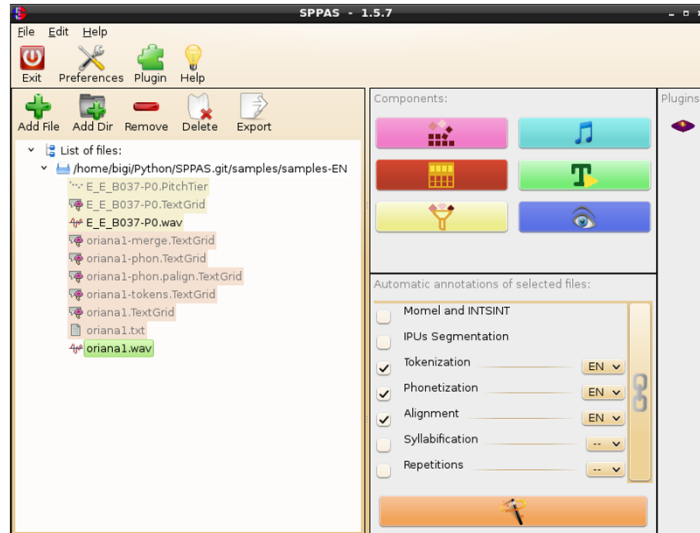 SPPAS - 1.5.7
File Edit Help
Exit Preferences Plugin Help
Add File Add Dir Remove Delete Export
List of files:
/home/bigi/Python/SPPAS.git/samples/samples-EN
E_E_B037-P0.PitchTier
E_E_B037-P0.TextGrid
E_E_B037-P0.wav
oriana1-merge.TextGrid
oriana1-phon.TextGrid
oriana1-phon.palign.TextGrid
oriana1-tokens.TextGrid
oriana1.TextGrid
oriana1.txt
oriana1.wav
Components:
T
Automatic annotations of selected files:
Momel and INTSINT
IPUs Segmentation
Tokenization EN
Phonetization EN
Alignment EN
Syllabification --
Repetitions --
Plugins